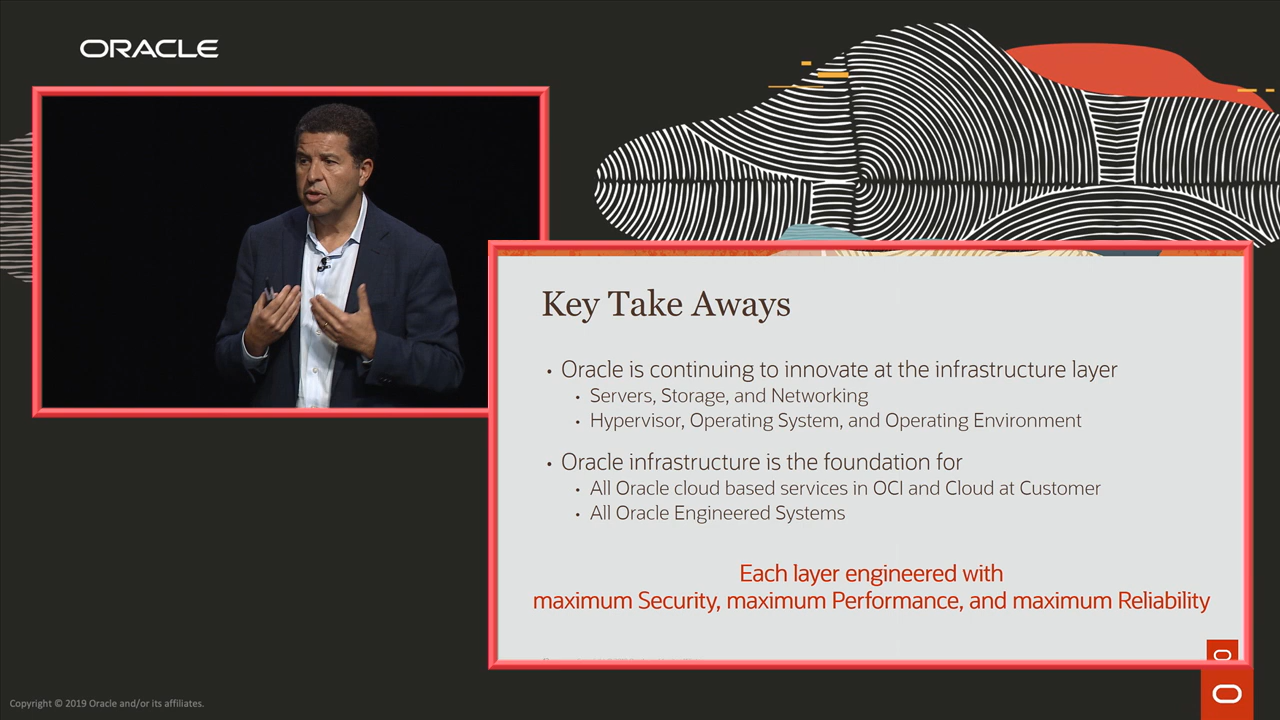 ORACLE
Key Take Aways
• Oracle is continuing to innovate at the infrastructure layer
• Servers, Storage, and Networking
• Hypervisor, Operating System, and Operating Environment
• Oracle infrastructure is the foundation for
• All Oracle cloud based services in OCI and Cloud at Customer
• All Oracle Engineered Systems
Each layer engineered with
maximum Security, maximum Performance, and maximum Reliability
Copyright © 2019 Oracle and/or its affiliates.